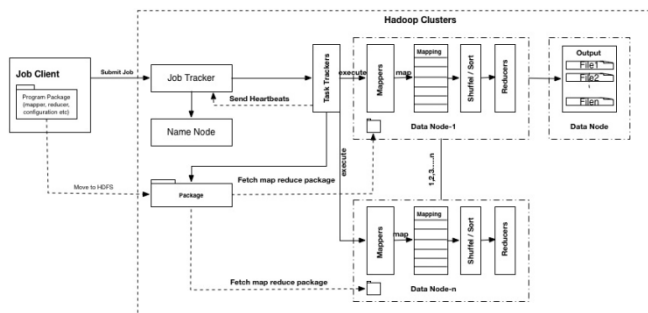 Hadoop Clusters
Job Client
Program Package
(mapper, reducer,
configuration etc)
Submit Job
Job Tracker
Send Heartbeats
Name Node
Task Trackers
execute
Mappers
map
Mapping
Shuffel / Sort
Reducers
Data Node-1
Output
File1
File2
Filen
Data Node
Move to HDFS
Package
Fetch map reduce package
execute
1,2,3......n
Mappers
map
Mapping
Shuffel / Sort
Reducers
Fetch map reduce package
Data Node-n